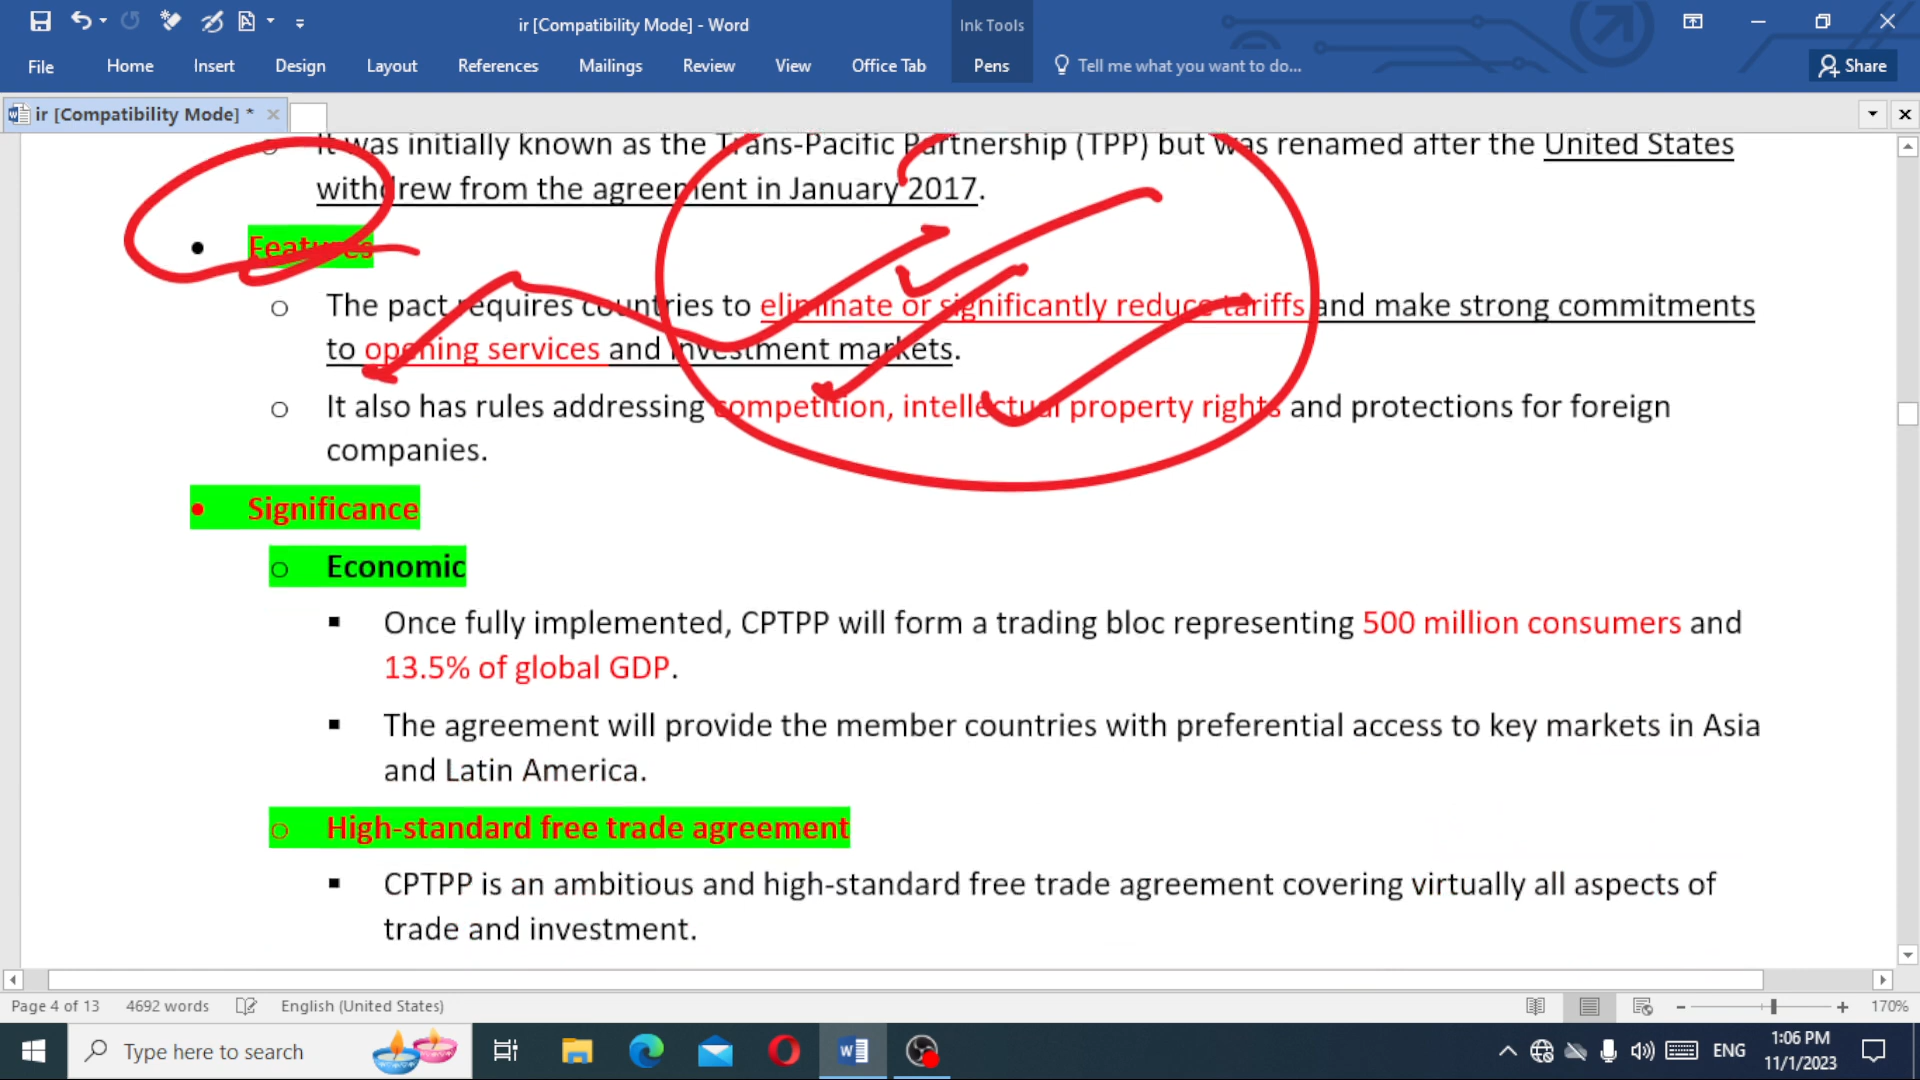 ir [Compatibility Mode] - Word
Ink Tools
File
Home
Insert
Design
Layout
References
Mailings
Review
View
Office Tab
Pens
Tell me what you want to do...
Share
ir [Compatibility Mode] *
o It was initially known as the Trans-Pacific Partnership (TPP) but was renamed after the United States
withdrew from the agreement in January 2017.
• Features
o The pact requires countries to eliminate or significantly reduce tariffs and make strong commitments
to opening services and investment markets.
o It also has rules addressing competition, intellectual property rights and protections for foreign
companies.
• Significance
o Economic
▪ Once fully implemented, CPTPP will form a trading bloc representing 500 million consumers and
13.5% of global GDP.
▪ The agreement will provide the member countries with preferential access to key markets in Asia
and Latin America.
o High-standard free trade agreement
▪ CPTPP is an ambitious and high-standard free trade agreement covering virtually all aspects of
trade and investment.
Page 4 of 13
4692 words
English (United States)
170%
Type here to search
ENG
1:06 PM
11/1/2023